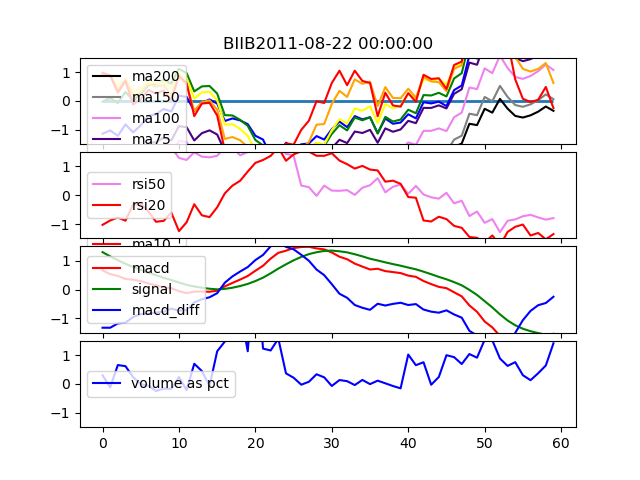 BIIB2011-08-22 00:00:00
1
0
−1
ma200
ma150
ma100
ma75
1
0
−1
rsi50
rsi20
ma10
1
0
−1
macd
signal
macd_diff
1
0
−1
volume as pct
0 10 20 30 40 50 60